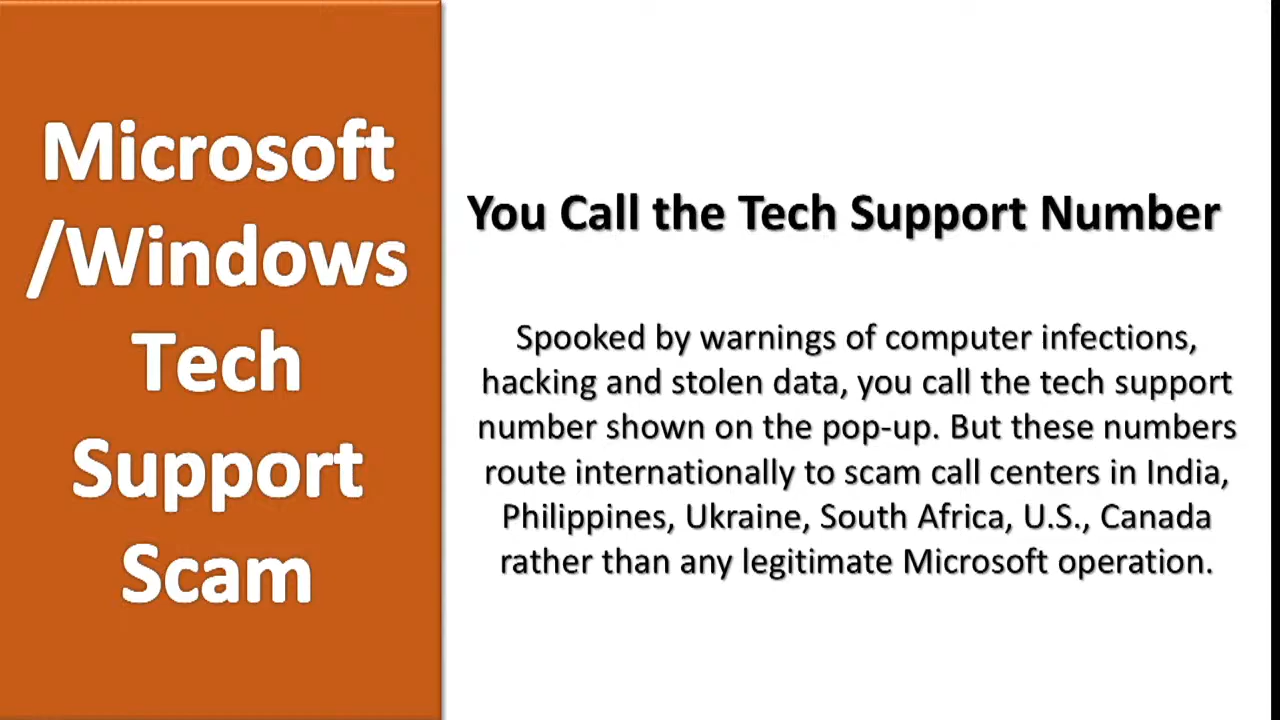 Microsoft
/Windows
Tech
Support
Scam
You Call the Tech Support Number
Spooked by warnings of computer infections,
hacking and stolen data, you call the tech support
number shown on the pop-up. But these numbers
route internationally to scam call centers in India,
Philippines, Ukraine, South Africa, U.S., Canada
rather than any legitimate Microsoft operation.